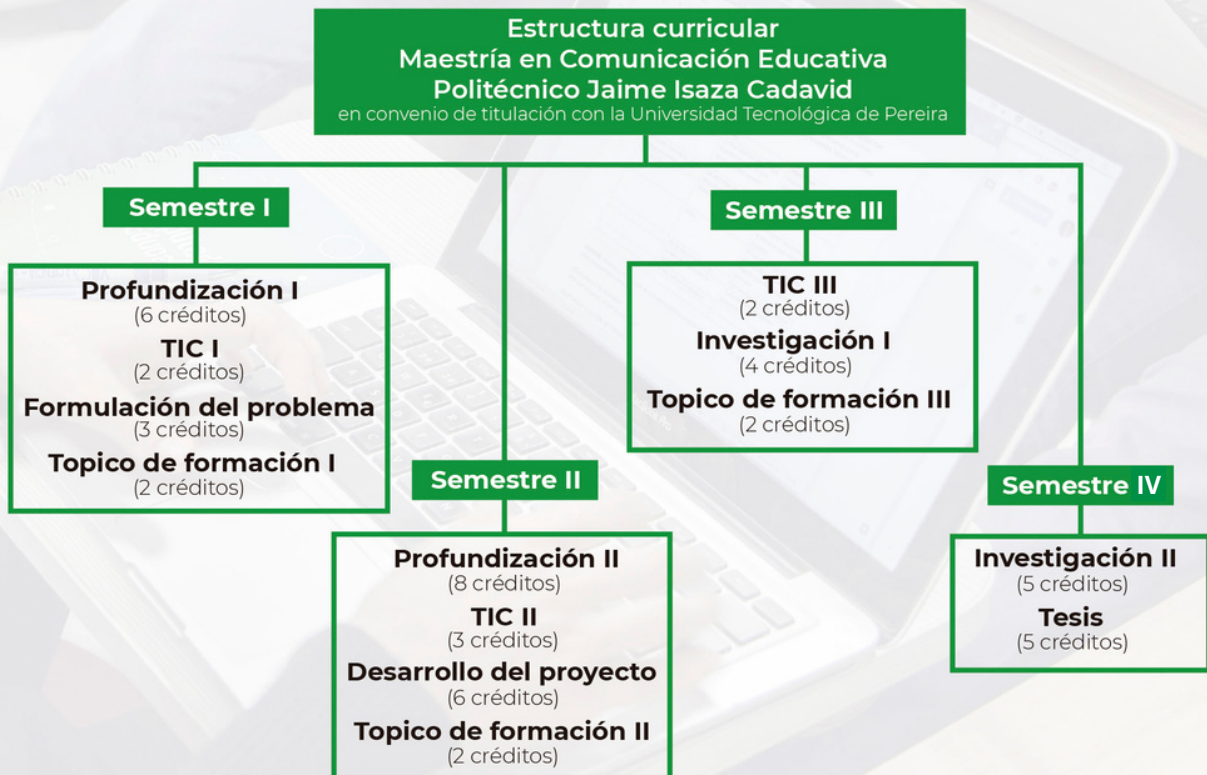 Estructura curricular
Maestría en Comunicación Educativa
Politécnico Jaime Isaza Cadavid
en convenio de titulación con la Universidad Tecnológica de Pereira
Semestre I
Profundización I
(6 créditos)
TIC I
(2 créditos)
Formulación del problema
(3 créditos)
Topico de formación I
(2 créditos)
Semestre II
Profundización II
(8 créditos)
TIC II
(3 créditos)
Desarrollo del proyecto
(6 créditos)
Topico de formación II
(2 créditos)
Semestre III
TIC III
(2 créditos)
Investigación I
(4 créditos)
Topico de formación III
(2 créditos)
Semestre IV
Investigación II
(5 créditos)
Tesis
(5 créditos)